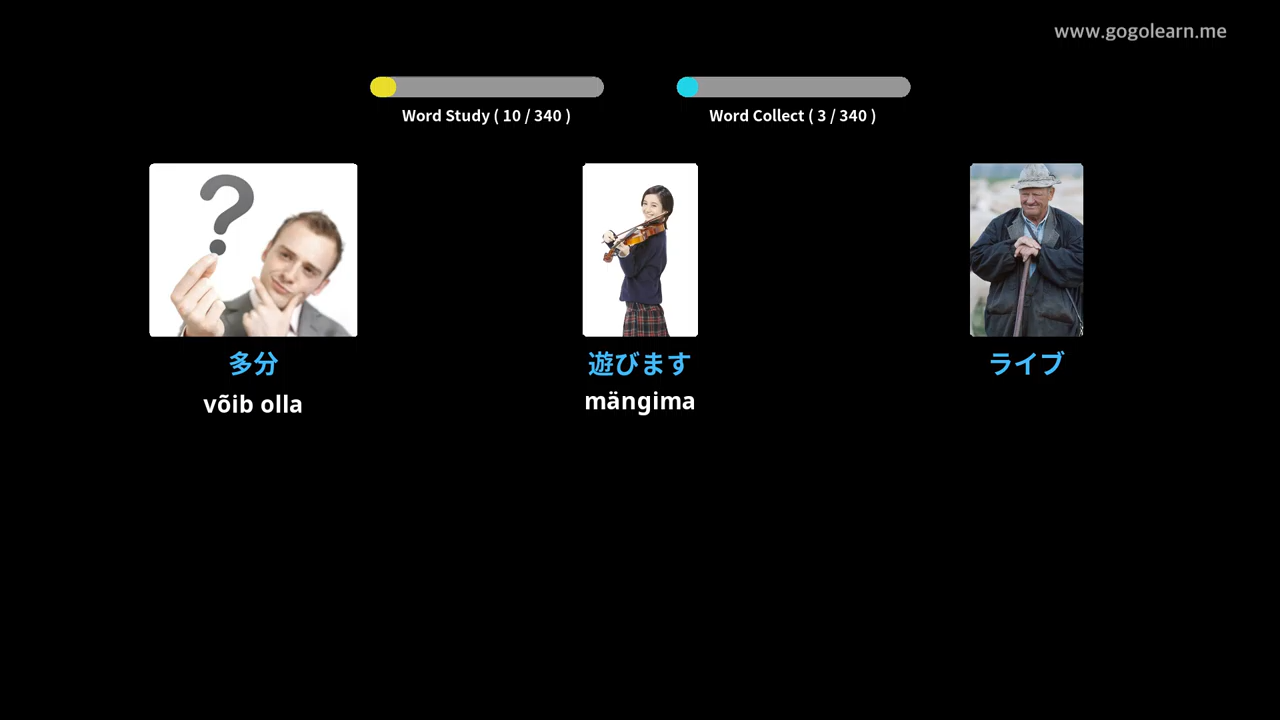 www.gogolearn.me
Word Study ( 10 / 340 )
Word Collect ( 3 / 340 )
多分
võib olla
遊びます
mängima
ライブ